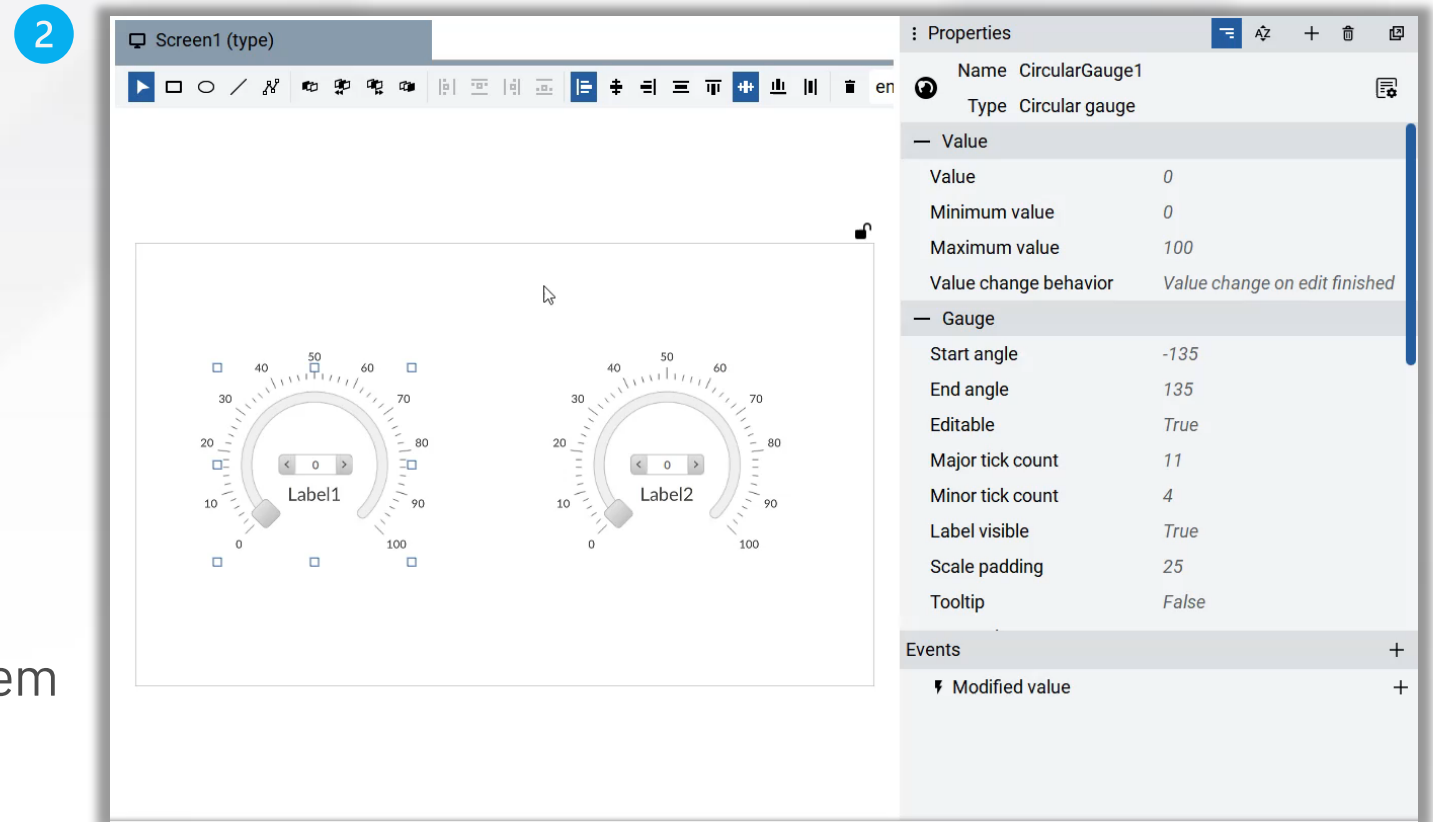 2
Screen1 (type)
en
Properties
Name CircularGauge1
Type Circular gauge
Value
Value 0
Minimum value 0
Maximum value 100
Value change behavior Value change on edit finished
Gauge
Start angle -135
End angle 135
Editable True
Major tick count 11
Minor tick count 4
Label visible True
Scale padding 25
Tooltip False
Events
Modified value
0
10
20
30
40
50
60
70
80
90
100
0
Label1
0
10
20
30
40
50
60
70
80
90
100
0
Label2
em